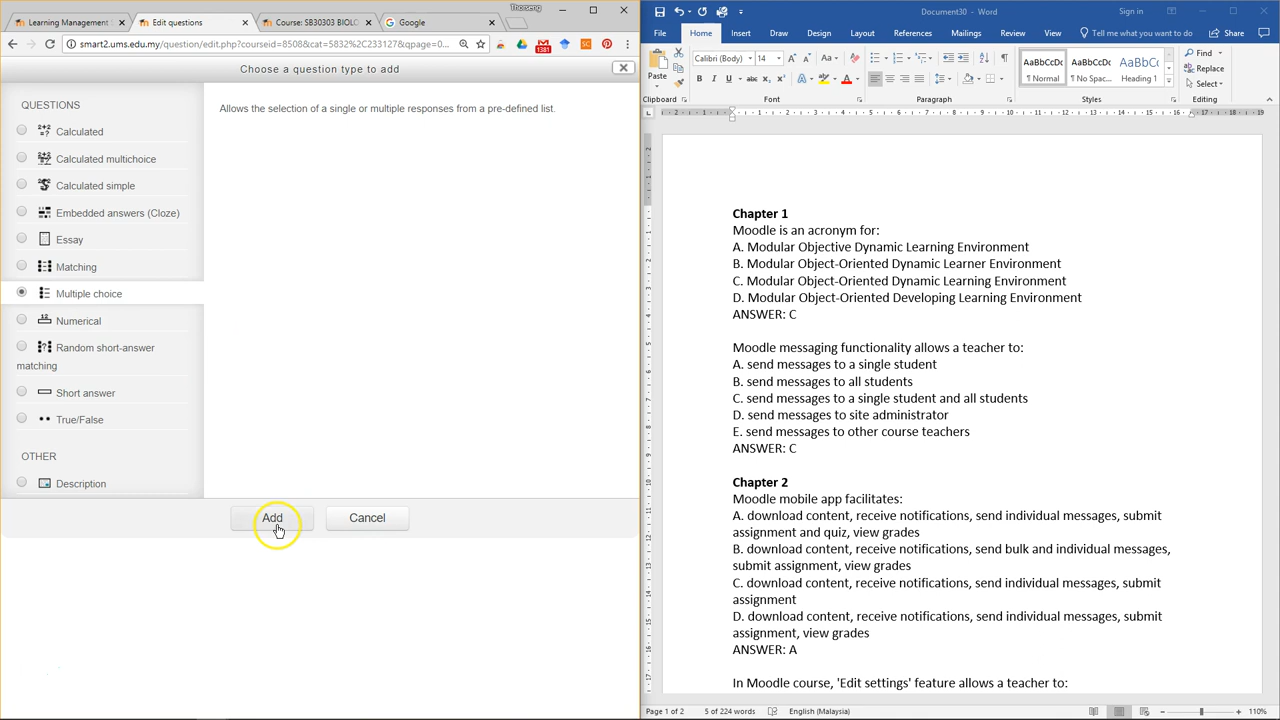 Thorseng
Learning Management
Edit questions
Course: SB30303 BIOLO
Google
smart2.ums.edu.my/question/edit.php?courseid=8508&cat=5832%2C233127&qpage=0...
1381
Choose a question type to add
QUESTIONS
Allows the selection of a single or multiple responses from a pre-defined list.
Calculated
Calculated multichoice
Calculated simple
Embedded answers (Cloze)
Essay
Matching
Multiple choice
Numerical
Random short-answer
matching
Short answer
True/False
OTHER
Description
Add
Cancel
Document30 - Word
Sign in
File
Home
Insert
Draw
Design
Layout
References
Mailings
Review
View
Tell me what you want to do
Share
Paste
Calibri (Body)
14
AaBbCcDc
AaBbCcDc
AaBbCc
¶ Normal
¶ No Spac...
Heading 1
Find
Replace
Select
Clipboard
Font
Paragraph
Styles
Editing
Chapter 1
Moodle is an acronym for:
A. Modular Objective Dynamic Learning Environment
B. Modular Object-Oriented Dynamic Learner Environment
C. Modular Object-Oriented Dynamic Learning Environment
D. Modular Object-Oriented Developing Learning Environment
ANSWER: C
Moodle messaging functionality allows a teacher to:
A. send messages to a single student
B. send messages to all students
C. send messages to a single student and all students
D. send messages to site administrator
E. send messages to other course teachers
ANSWER: C
Chapter 2
Moodle mobile app facilitates:
A. download content, receive notifications, send individual messages, submit
assignment and quiz, view grades
B. download content, receive notifications, send bulk and individual messages,
submit assignment, view grades
C. download content, receive notifications, send individual messages, submit
assignment
D. download content, receive notifications, send individual messages, submit
assignment, view grades
ANSWER: A
In Moodle course, 'Edit settings' feature allows a teacher to:
Page 1 of 2
5 of 224 words
English (Malaysia)
110%